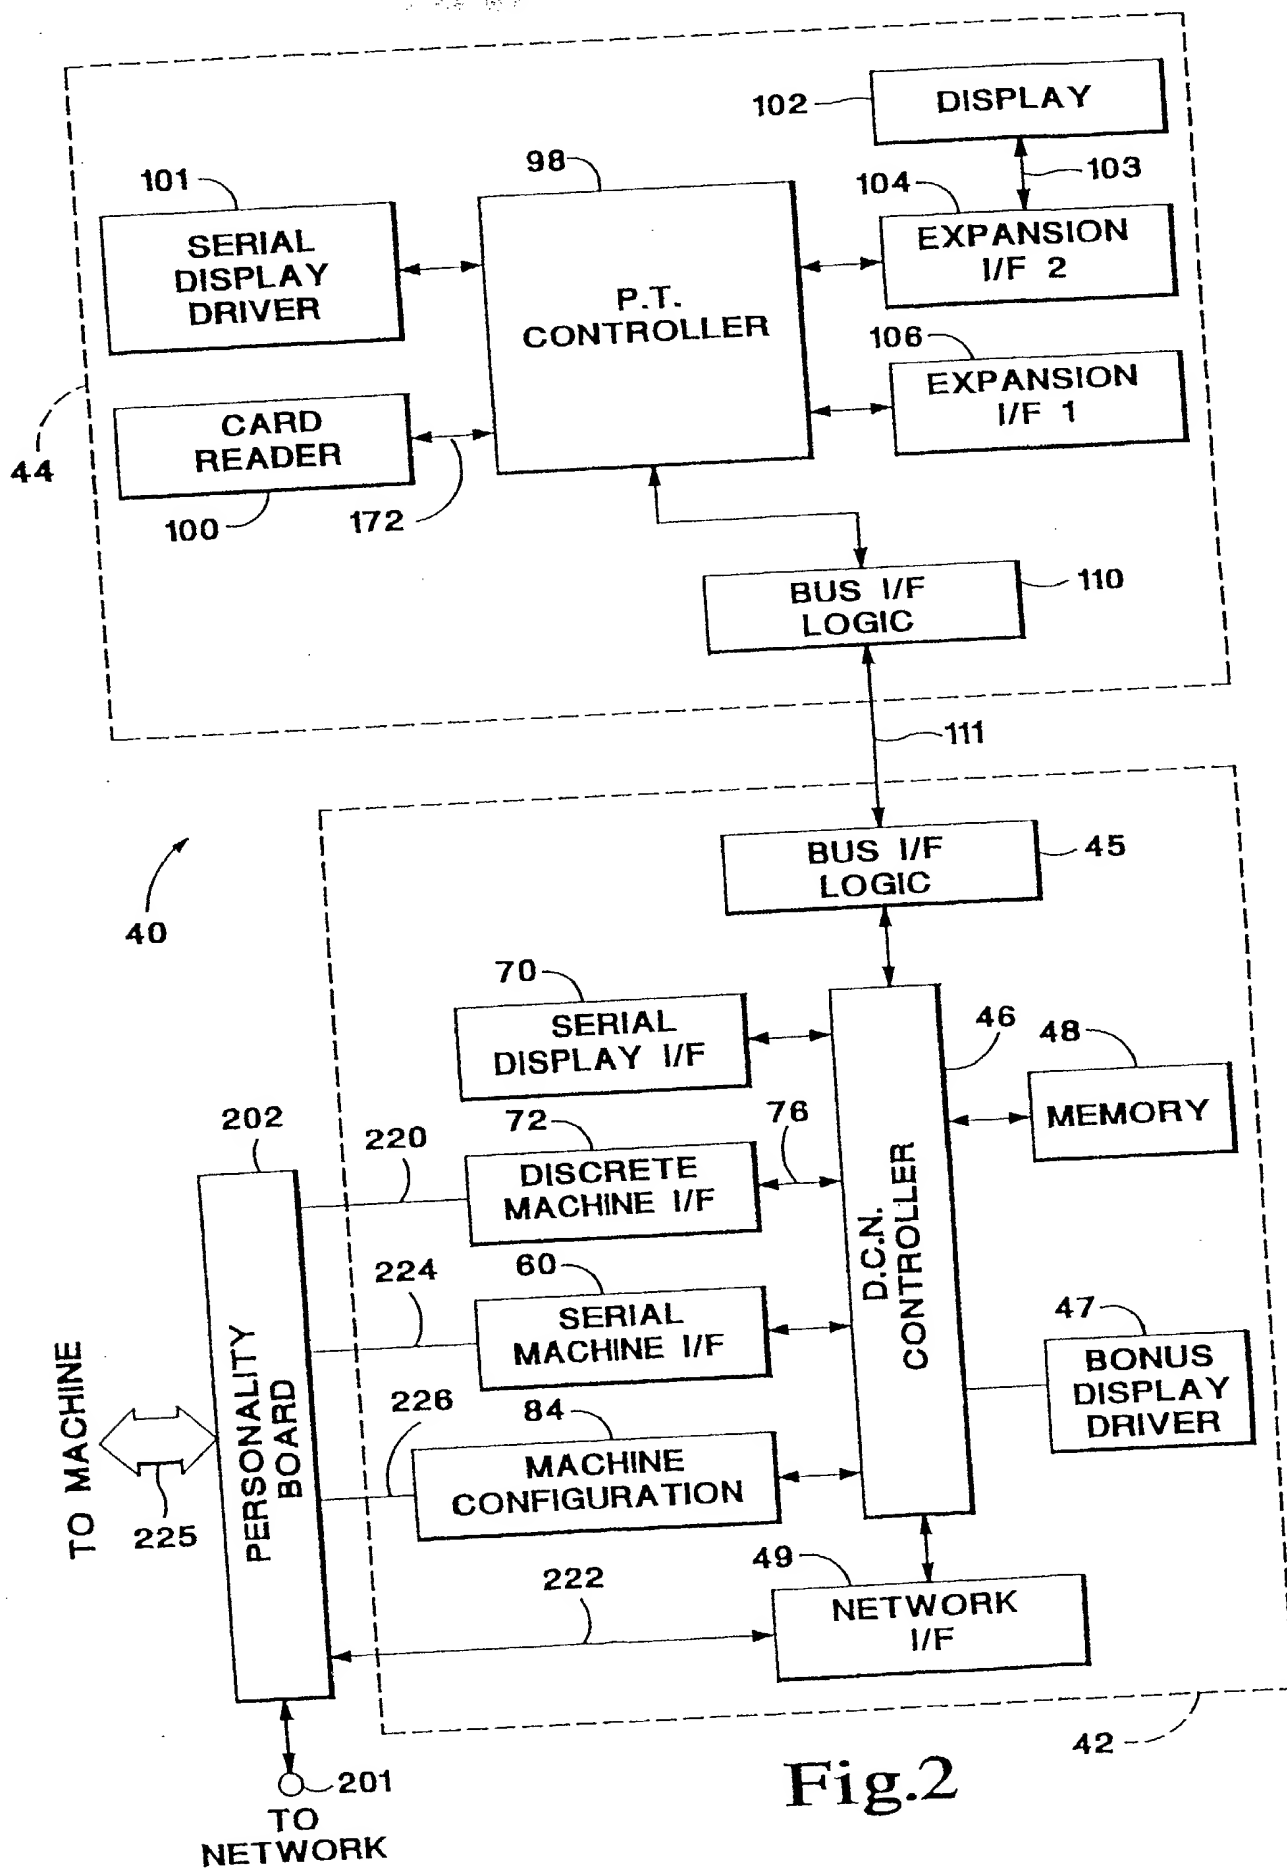 102
DISPLAY
103
98
101
104
SERIAL
DISPLAY
DRIVER
P.T.
CONTROLLER
EXPANSION
I/F 2
106
EXPANSION
I/F 1
44
CARD
READER
100
172
BUS I/F
LOGIC
110
111
40
BUS I/F
LOGIC
45
70
SERIAL
DISPLAY I/F
46
48
MEMORY
202
220
72
76
DISCRETE
MACHINE I/F
D.C.N.
CONTROLLER
224
60
SERIAL
MACHINE I/F
47
BONUS
DISPLAY
DRIVER
TO MACHINE
225
PERSONALITY
BOARD
226
84
MACHINE
CONFIGURATION
222
49
NETWORK
I/F
42
201
TO
NETWORK
Fig.2